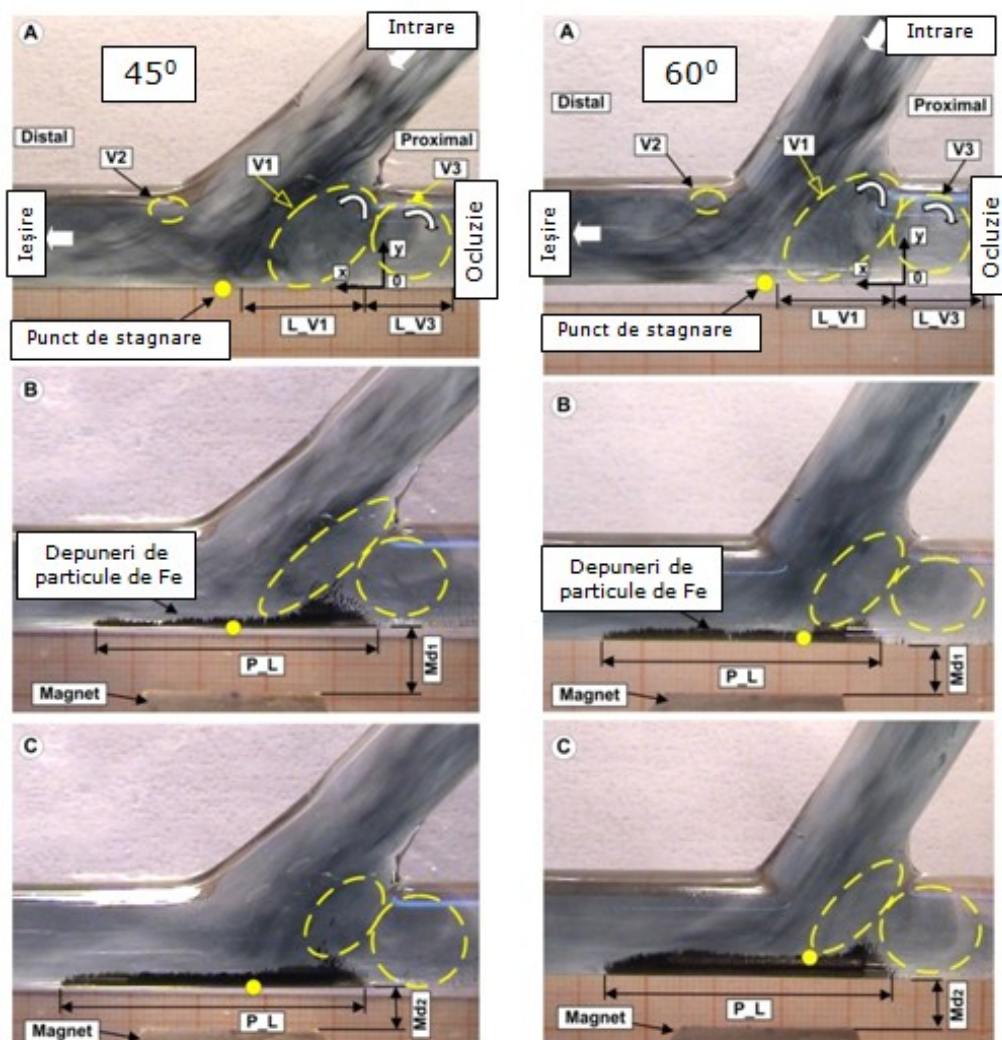 A
Intrare
45⁰
Distal
Proximal
V2
V1
V3
Ieșire
Ocluzie
y
x
0
Punct de stagnare
L_V1
L_V3
B
Depuneri de
particule de Fe
P_L
Md₁
Magnet
C
P_L
Md₂
Magnet
A
Intrare
60⁰
Distal
Proximal
V2
V1
V3
Ieșire
Ocluzie
y
x
0
Punct de stagnare
L_V1
L_V3
B
Depuneri de
particule de Fe
P_L
Md₁
Magnet
C
P_L
Md₂
Magnet